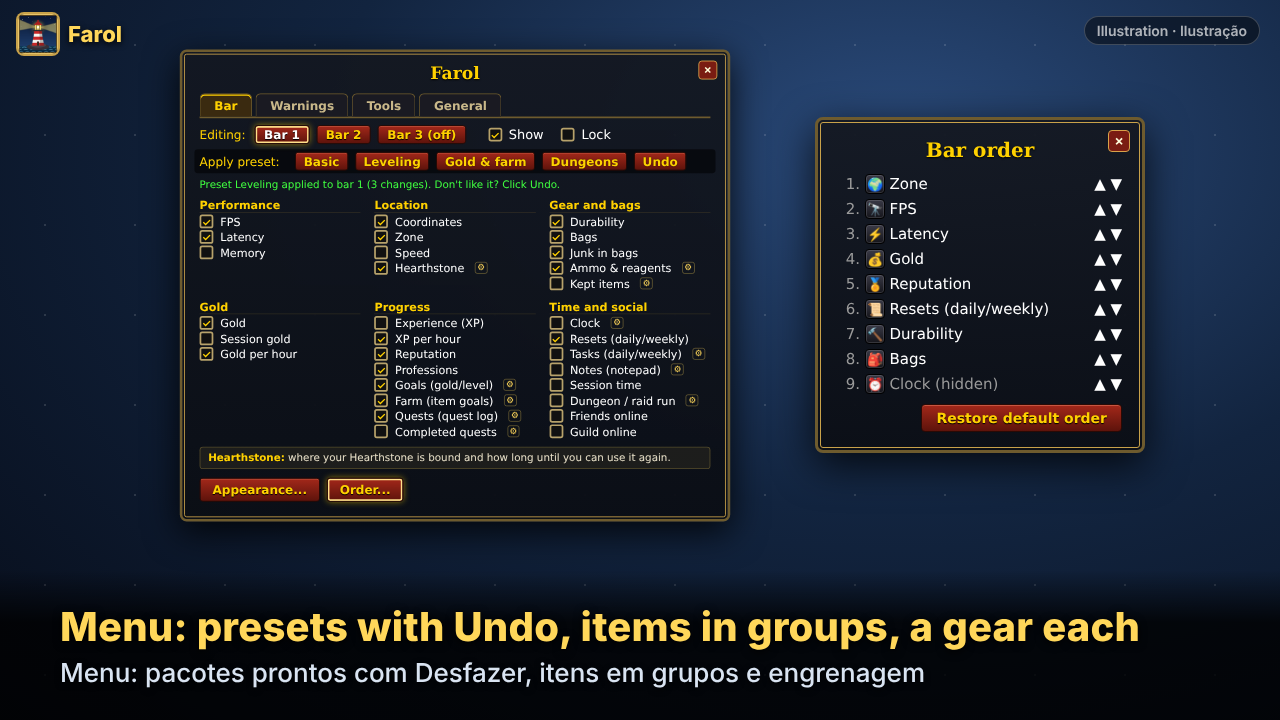 Farol
Illustration · Ilustração
Farol
×
Bar Warnings Tools General
Editing: Bar 1 Bar 2 Bar 3 (off) Show Lock
Apply preset: Basic Leveling Gold & farm Dungeons Undo
Preset Leveling applied to bar 1 (3 changes). Don't like it? Click Undo.
Performance
FPS
Latency
Memory
Location
Coordinates
Zone
Speed
Hearthstone
Gear and bags
Durability
Bags
Junk in bags
Ammo & reagents
Kept items
Gold
Gold
Session gold
Gold per hour
Progress
Experience (XP)
XP per hour
Reputation
Professions
Goals (gold/level)
Farm (item goals)
Quests (quest log)
Completed quests
Time and social
Clock
Resets (daily/weekly)
Tasks (daily/weekly)
Notes (notepad)
Session time
Dungeon / raid run
Friends online
Guild online
Hearthstone: where your Hearthstone is bound and how long until you can use it again.
Appearance... Order...
Bar order
×
1. Zone ▲▼
2. FPS ▲▼
3. Latency ▲▼
4. Gold ▲▼
5. Reputation ▲▼
6. Resets (daily/weekly) ▲▼
7. Durability ▲▼
8. Bags ▲▼
9. Clock (hidden) ▲▼
Restore default order
Menu: presets with Undo, items in groups, a gear each
Menu: pacotes prontos com Desfazer, itens em grupos e engrenagem